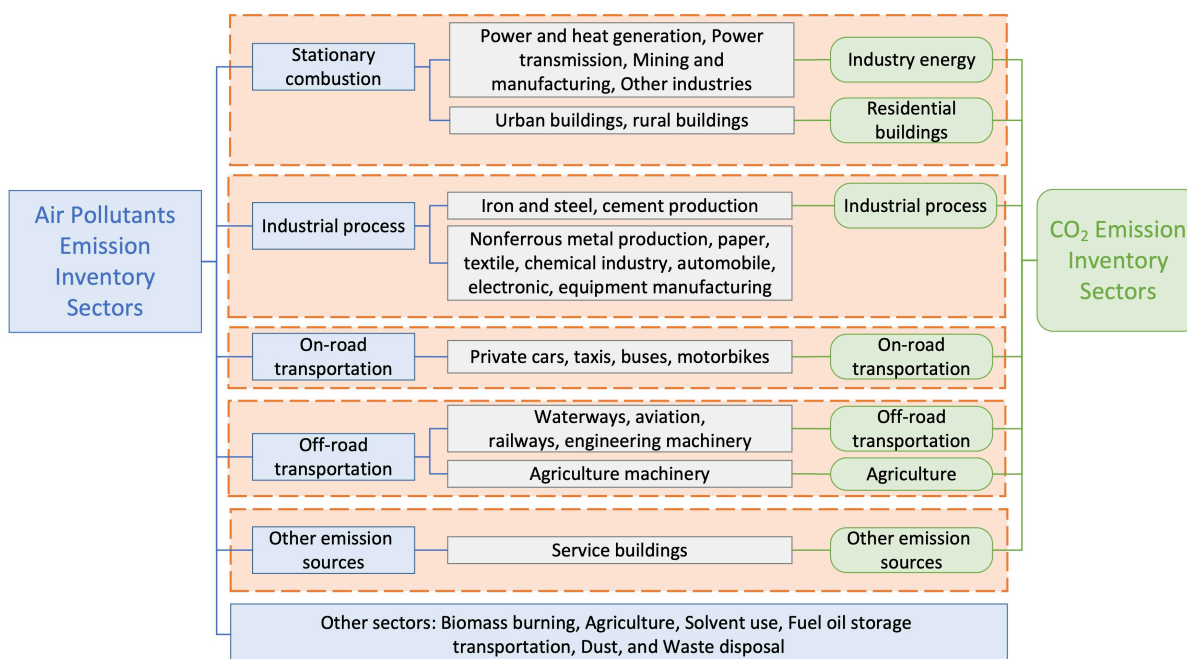 Air Pollutants
Emission
Inventory
Sectors
Stationary
combustion
Power and heat generation, Power
transmission, Mining and
manufacturing, Other industries
Industry energy
Urban buildings, rural buildings
Residential
buildings
Industrial process
Iron and steel, cement production
Industrial process
Nonferrous metal production, paper,
textile, chemical industry, automobile,
electronic, equipment manufacturing
On-road
transportation
Private cars, taxis, buses, motorbikes
On-road
transportation
Off-road
transportation
Waterways, aviation,
railways, engineering machinery
Off-road
transportation
Agriculture machinery
Agriculture
Other emission
sources
Service buildings
Other emission
sources
Other sectors: Biomass burning, Agriculture, Solvent use, Fuel oil storage
transportation, Dust, and Waste disposal
CO₂ Emission
Inventory
Sectors